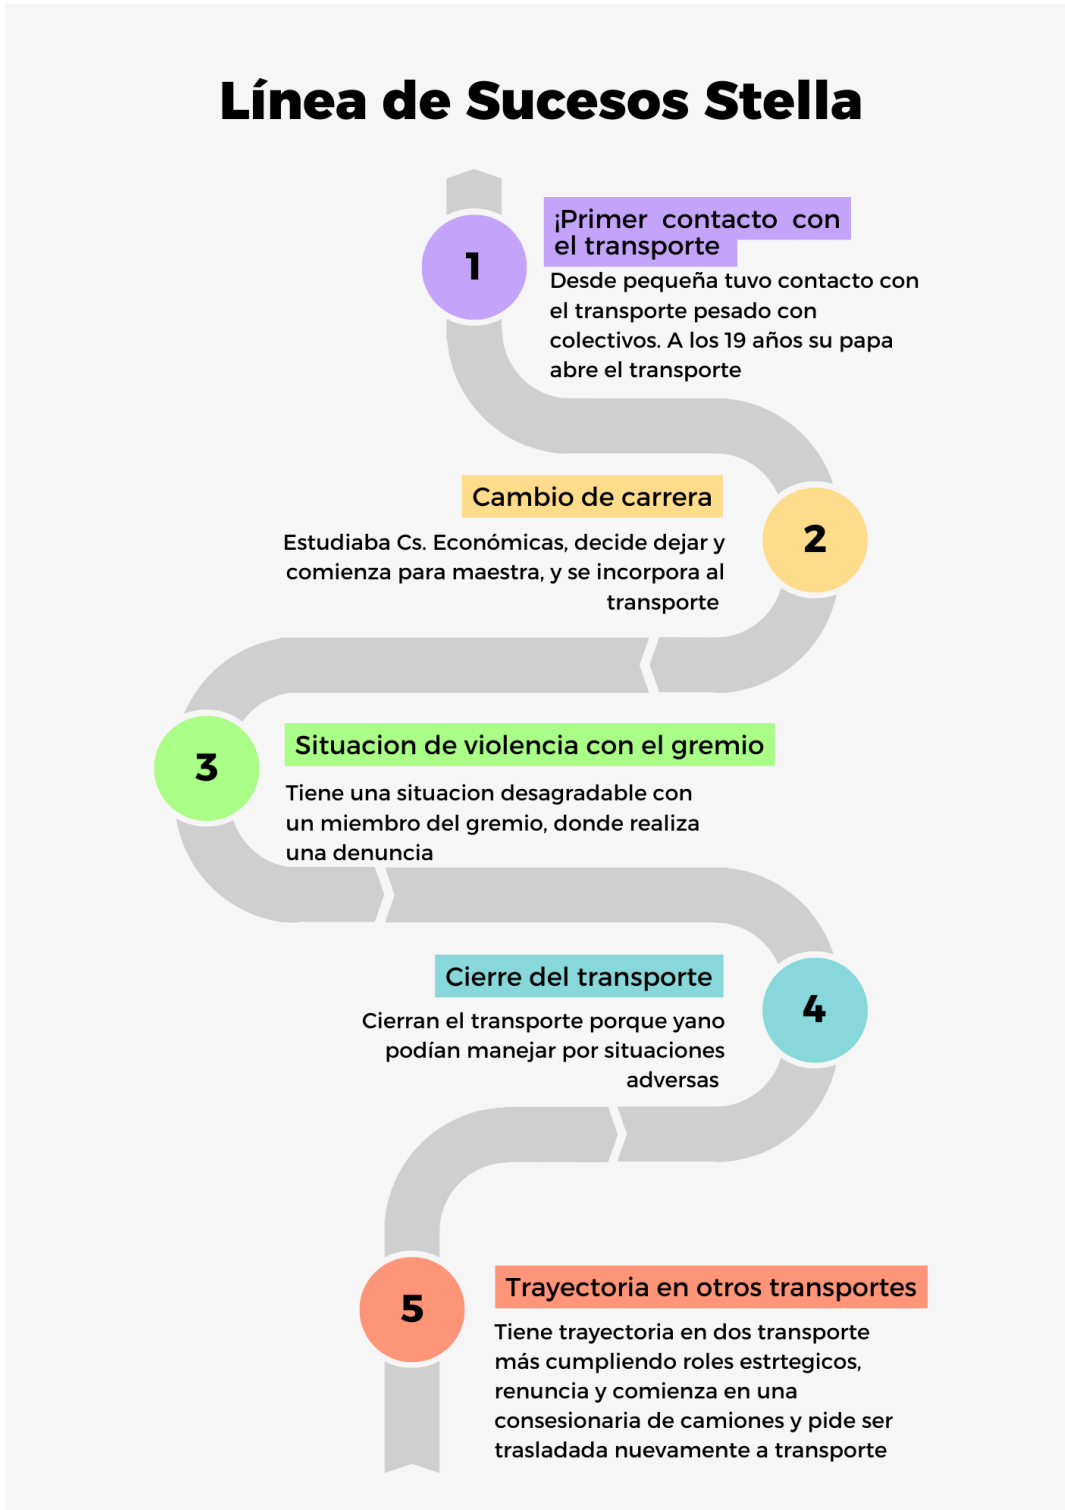 Línea de Sucesos Stella
1
¡Primer contacto con
el transporte
Desde pequeña tuvo contacto con
el transporte pesado con
colectivos. A los 19 años su papa
abre el transporte
Cambio de carrera
2
Estudiaba Cs. Económicas, decide dejar y
comienza para maestra, y se incorpora al
transporte
3
Situacion de violencia con el gremio
Tiene una situacion desagradable con
un miembro del gremio, donde realiza
una denuncia
Cierre del transporte
4
Cierran el transporte porque yano
podían manejar por situaciones
adversas
5
Trayectoria en otros transportes
Tiene trayectoria en dos transporte
más cumpliendo roles estrtegicos,
renuncia y comienza en una
consesionaria de camiones y pide ser
trasladada nuevamente a transporte